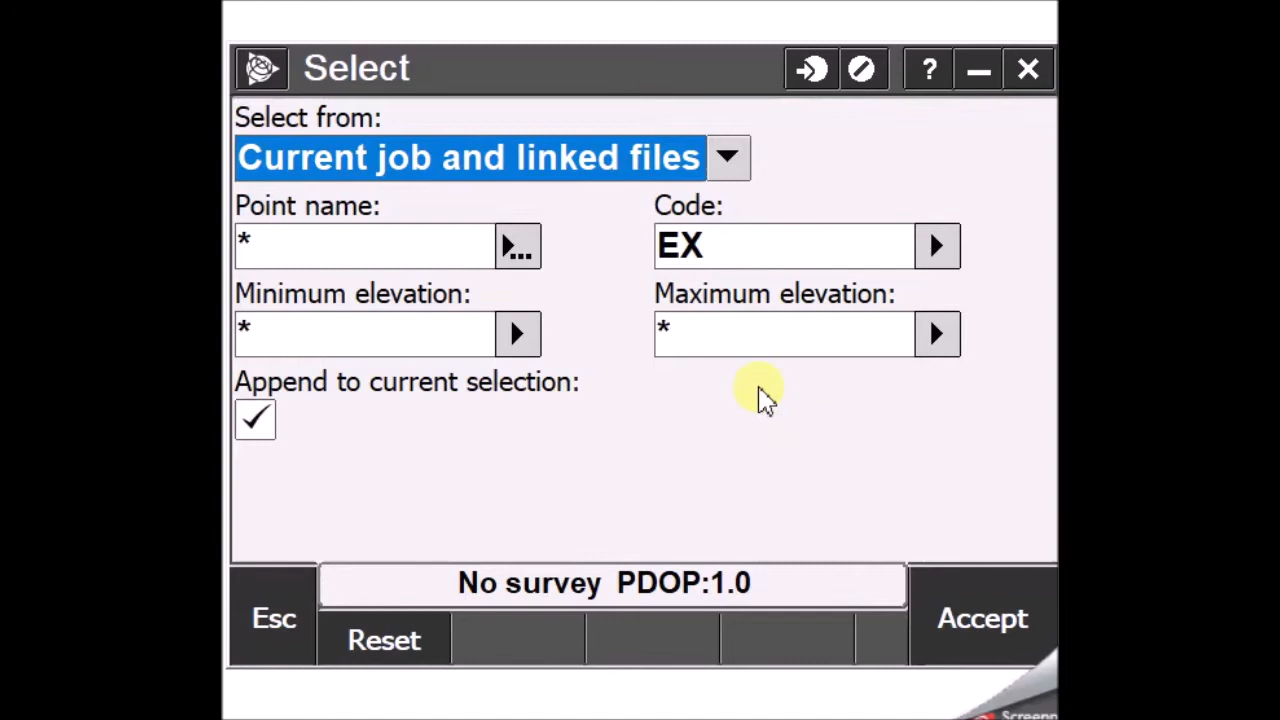 Select
?
Select from:
Current job and linked files
Point name: Code:
* EX
Minimum elevation: Maximum elevation:
* *
Append to current selection:
No survey PDOP:1.0
Esc Reset Accept